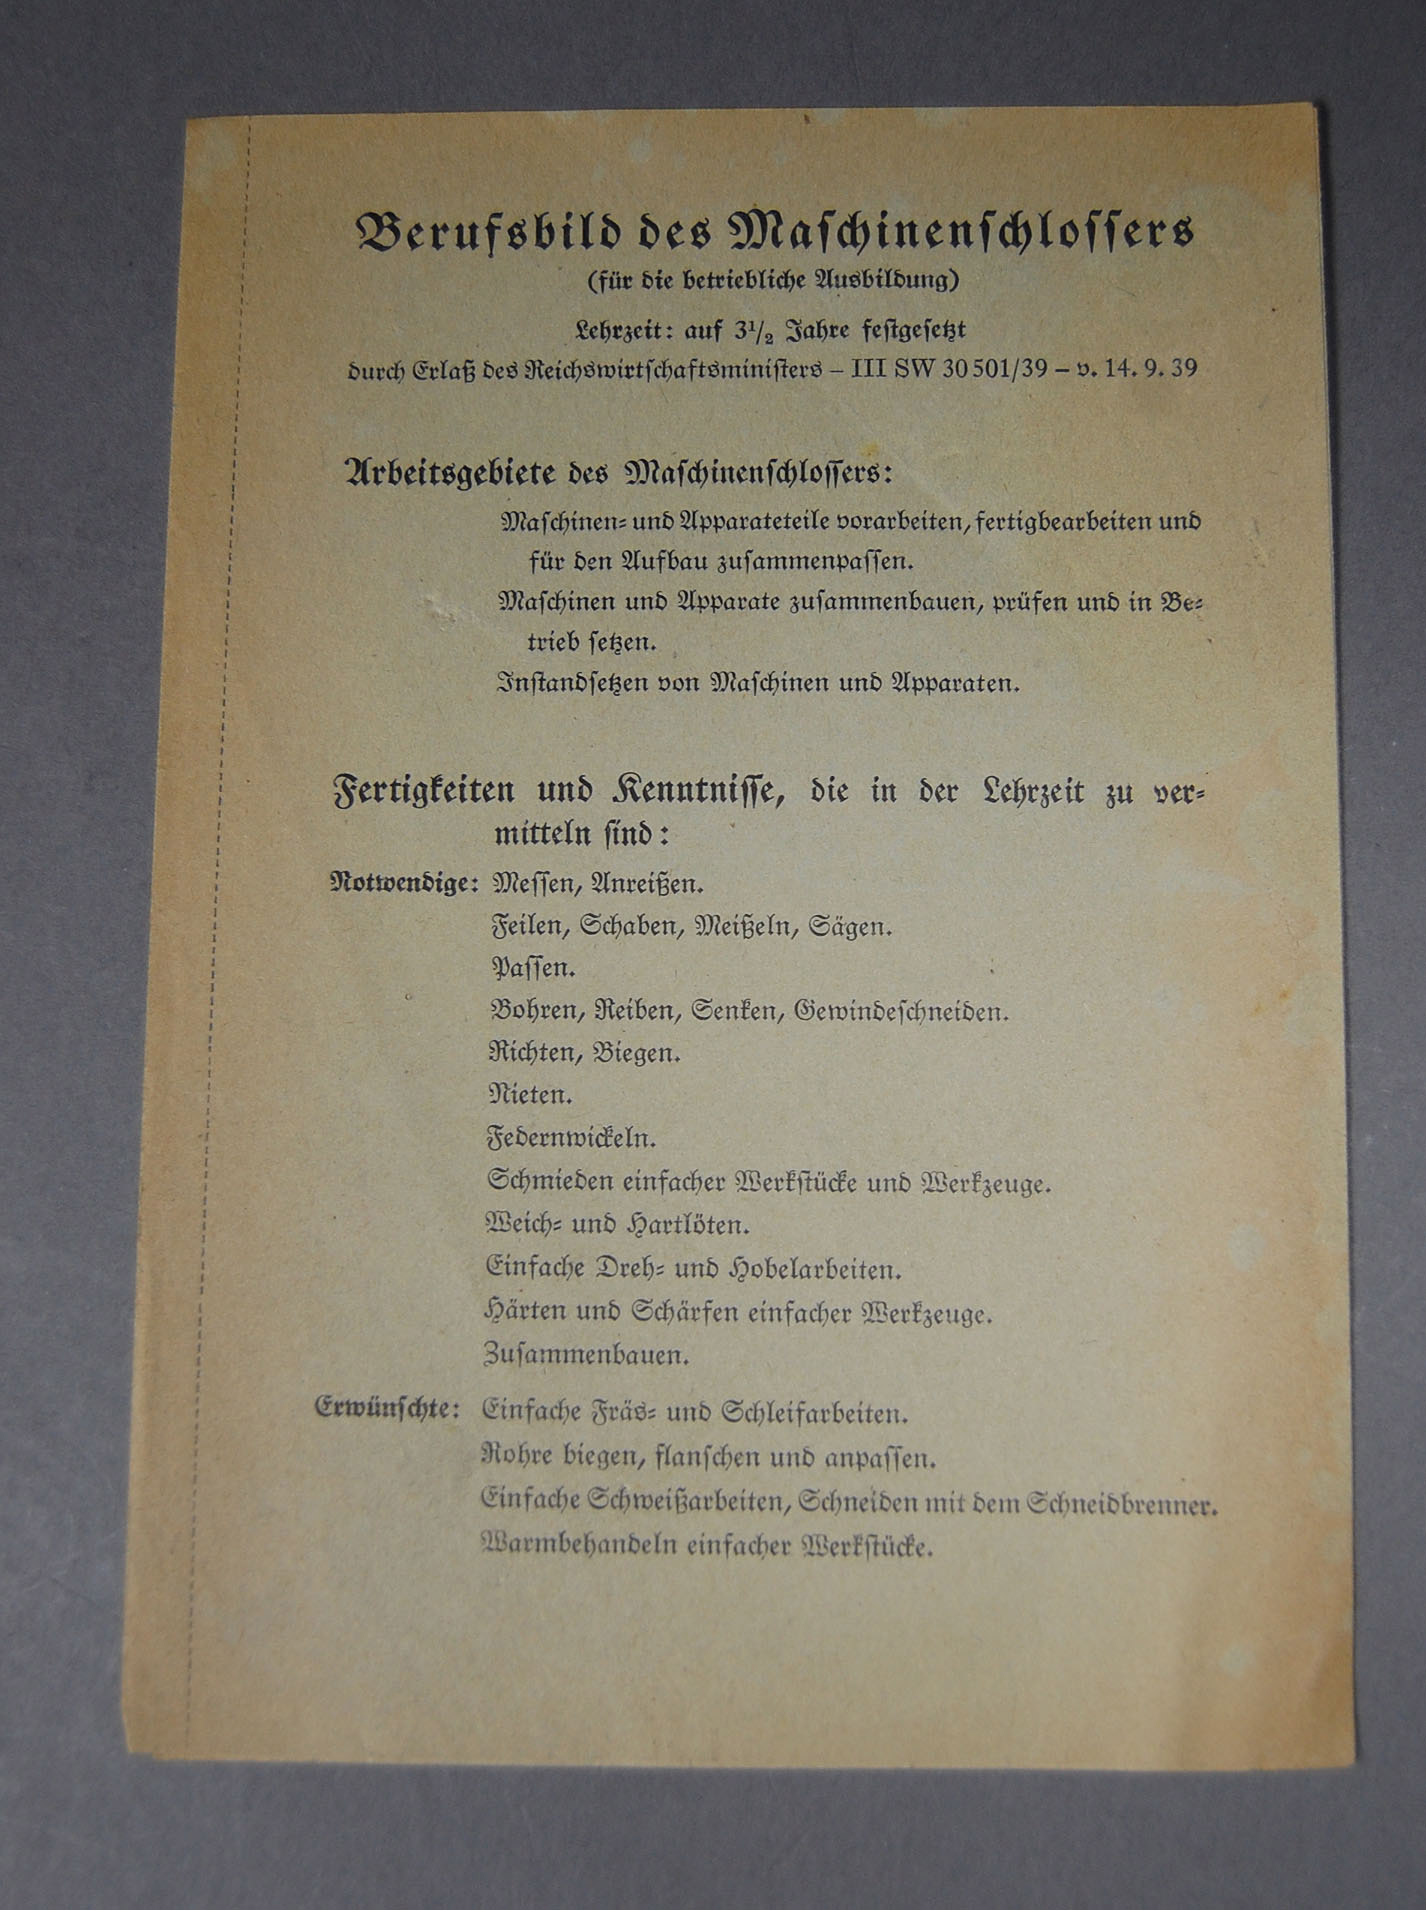 Berufsbild des Maschinenschlossers
(für die betriebliche Ausbildung)
Lehrzeit: auf 3½ Jahre festgesetzt
durch Erlaß des Reichswirtschaftsministers – III SW 30501/39 – v. 14. 9. 39
Arbeitsgebiete des Maschinenschlossers:
Maschinen- und Apparateteile vorarbeiten, fertigbearbeiten und
für den Aufbau zusammenpassen.
Maschinen und Apparate zusammenbauen, prüfen und in Be-
trieb setzen.
Instandsetzen von Maschinen und Apparaten.
Fertigkeiten und Kenntnisse, die in der Lehrzeit zu ver-
mitteln sind:
Notwendige: Messen, Anreißen.
Feilen, Schaben, Meißeln, Sägen.
Passen.
Bohren, Reiben, Senken, Gewindeschneiden.
Richten, Biegen.
Nieten.
Federnwickeln.
Schmieden einfacher Werkstücke und Werkzeuge.
Weich- und Hartlöten.
Einfache Dreh- und Hobelarbeiten.
Härten und Schärfen einfacher Werkzeuge.
Zusammenbauen.
Erwünschte: Einfache Fräs- und Schleifarbeiten.
Rohre biegen, flanschen und anpassen.
Einfache Schweißarbeiten, Schneiden mit dem Schneidbrenner.
Warmbehandeln einfacher Werkstücke.